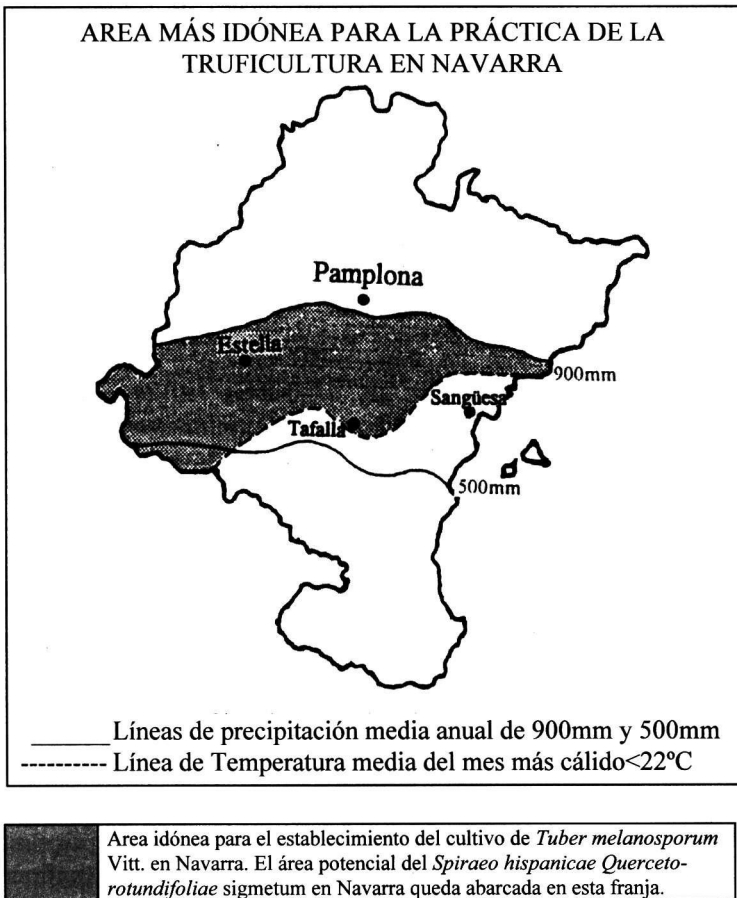 AREA MÁS IDÓNEA PARA LA PRÁCTICA DE LA
TRUFICULTURA EN NAVARRA
Pamplona
Estella
900mm
Sangüesa
Tafalla
500mm
Líneas de precipitación media anual de 900mm y 500mm
Línea de Temperatura media del mes más cálido<22ºC
Area idónea para el establecimiento del cultivo de Tuber melanosporum
Vitt. en Navarra. El área potencial del Spiraeo hispanicae Querceto-
rotundifoliae sigmetum en Navarra queda abarcada en esta franja.